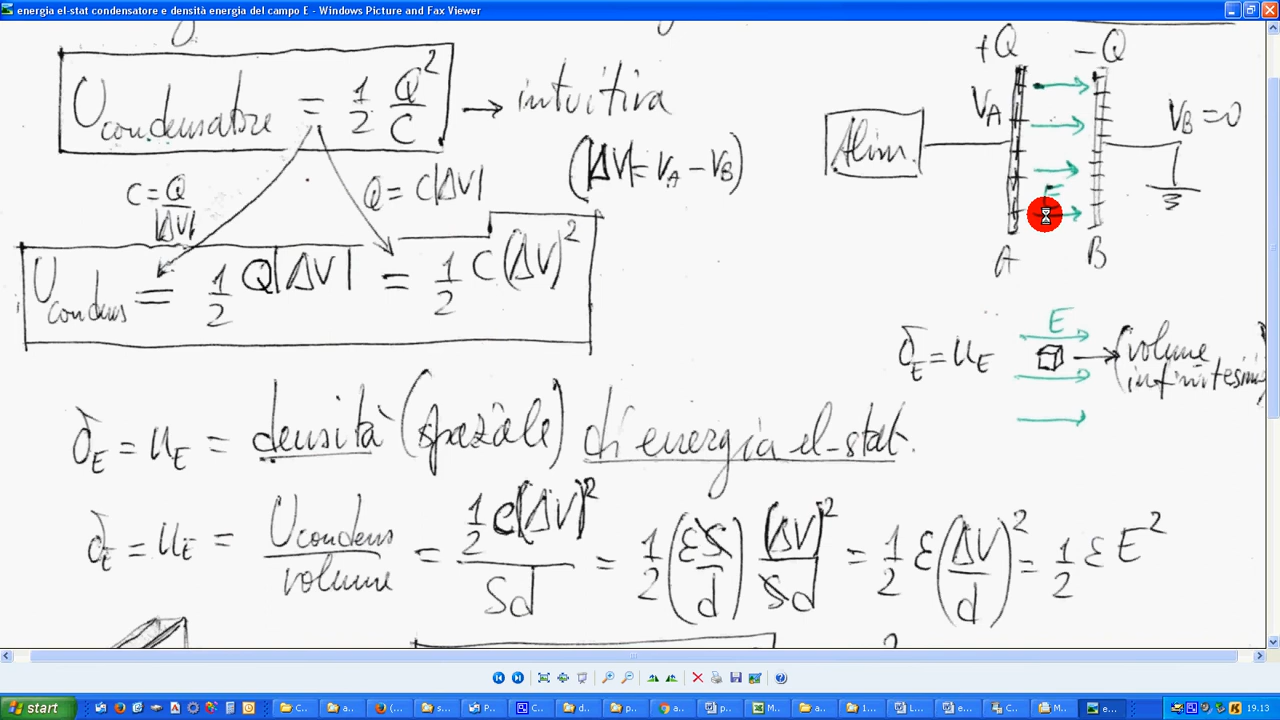 energia el-stat condensatore e densità energia del campo E - Windows Picture and Fax Viewer
U condensatore = 1/2 Q²/C → intuitiva
C = Q/|ΔV| Q = C|ΔV| (|ΔV| = VA - VB)
U condens = 1/2 Q|ΔV| = 1/2 C(ΔV)²
+Q -Q
VA VB = 0
Alim.
E
A B
δE = uE E → (volume
δE = uE = densità (spaziale) di energia el-stat.
δE = uE = U condens/volume = 1/2 C(ΔV)²/Sd = 1/2 (εS/d) (ΔV)²/Sd = 1/2 ε(ΔV/d)² = 1/2 ε E²
start 19.13